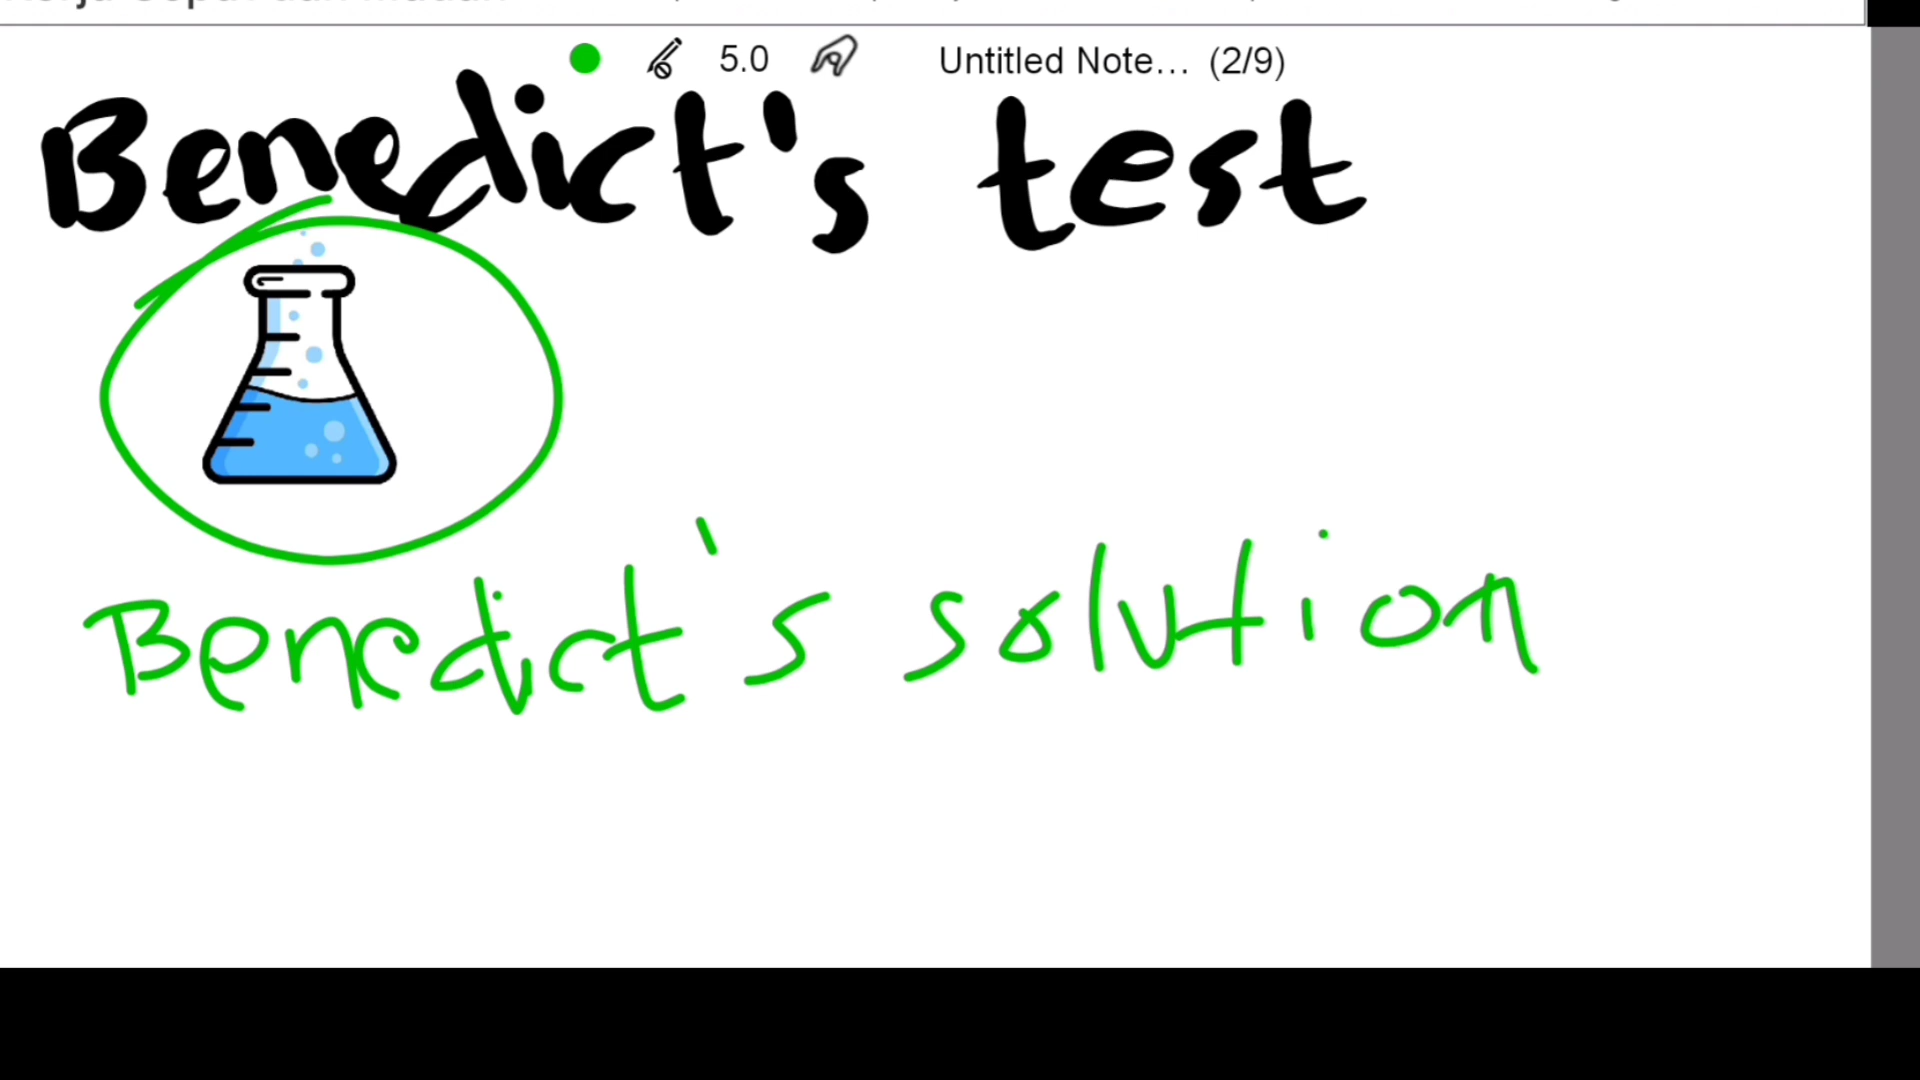 5.0 Untitled Note... (2/9)
Benedict's test
Benedict's solution